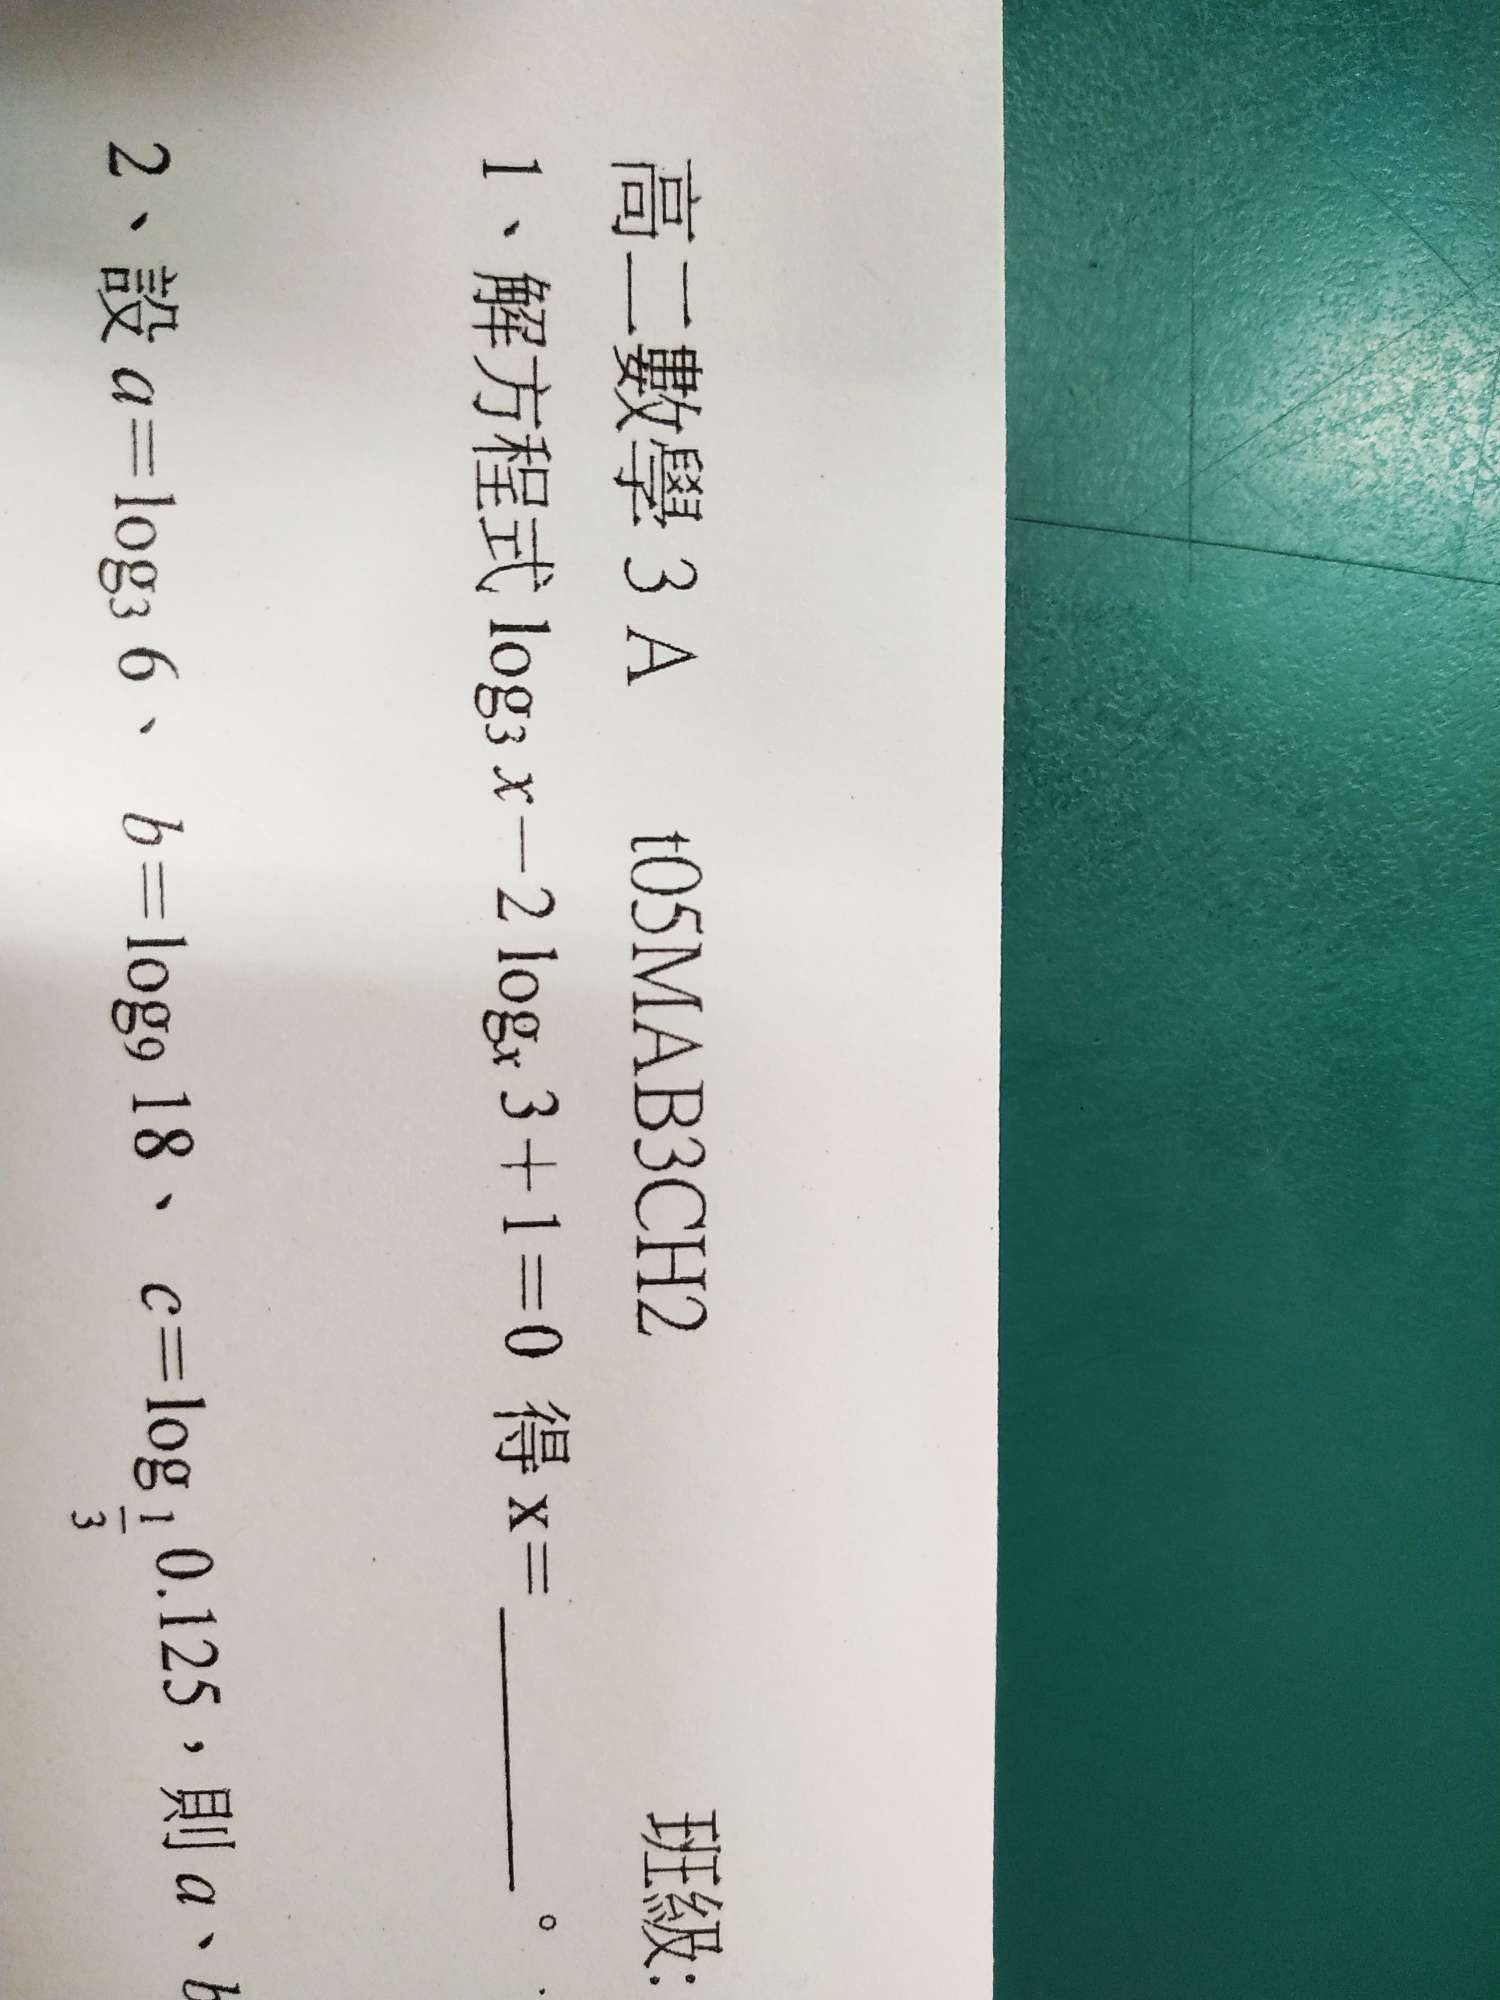 高二數學 3 A t05MAB3CH2 班級:
1、解方程式 log₃ x－2 logₓ 3＋1＝0 得 x＝______。
2、設 a＝log₃ 6、b＝log₉ 18、c＝log_{1/3} 0.125，則 a、b